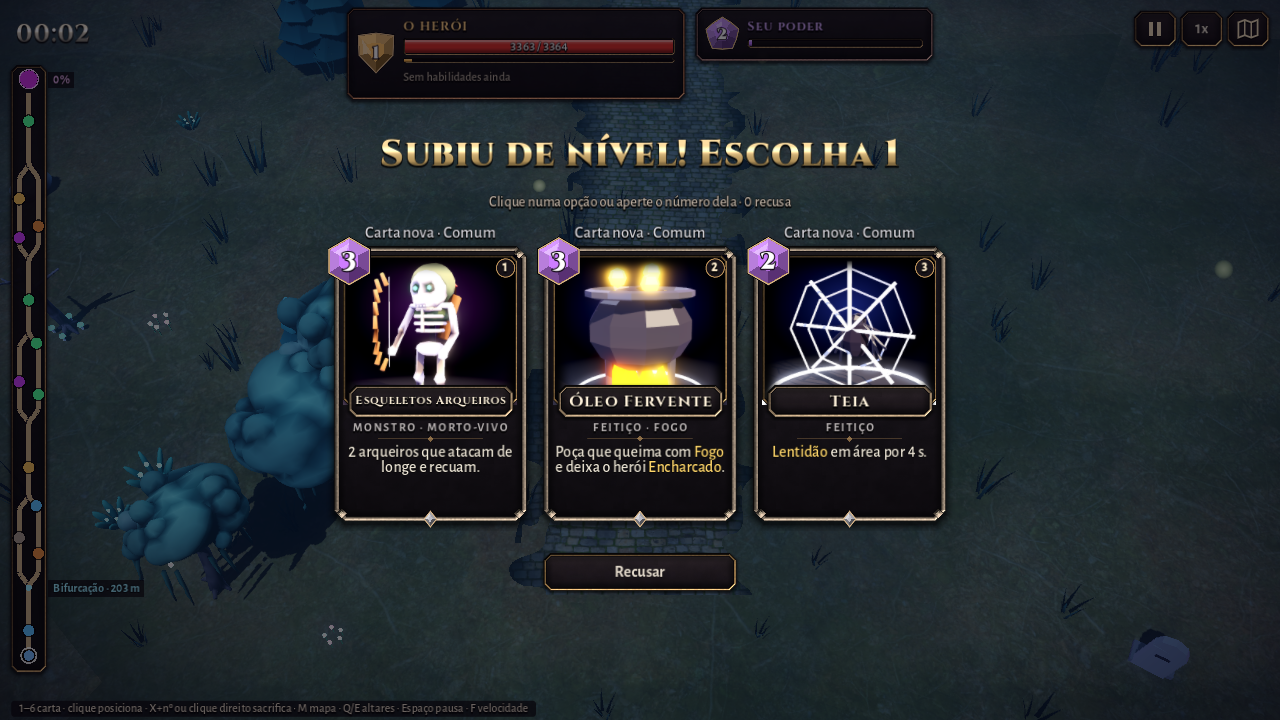 00:02
O HERÓI
1
3363 / 3364
Sem habilidades ainda
2
SEU PODER
1x
0%
SUBIU DE NÍVEL! ESCOLHA 1
Clique numa opção ou aperte o número dela · 0 recusa
Carta nova · Comum
3
1
ESQUELETOS ARQUEIROS
MONSTRO · MORTO-VIVO
2 arqueiros que atacam de
longe e recuam.
Carta nova · Comum
3
2
ÓLEO FERVENTE
FEITIÇO · FOGO
Poça que queima com Fogo
e deixa o herói Encharcado.
Carta nova · Comum
2
3
TEIA
FEITIÇO
Lentidão em área por 4 s.
Recusar
Bifurcação · 203 m
1–6 carta · clique posiciona · X+nº ou clique direito sacrifica · M mapa · Q/E altares · Espaço pausa · F velocidade